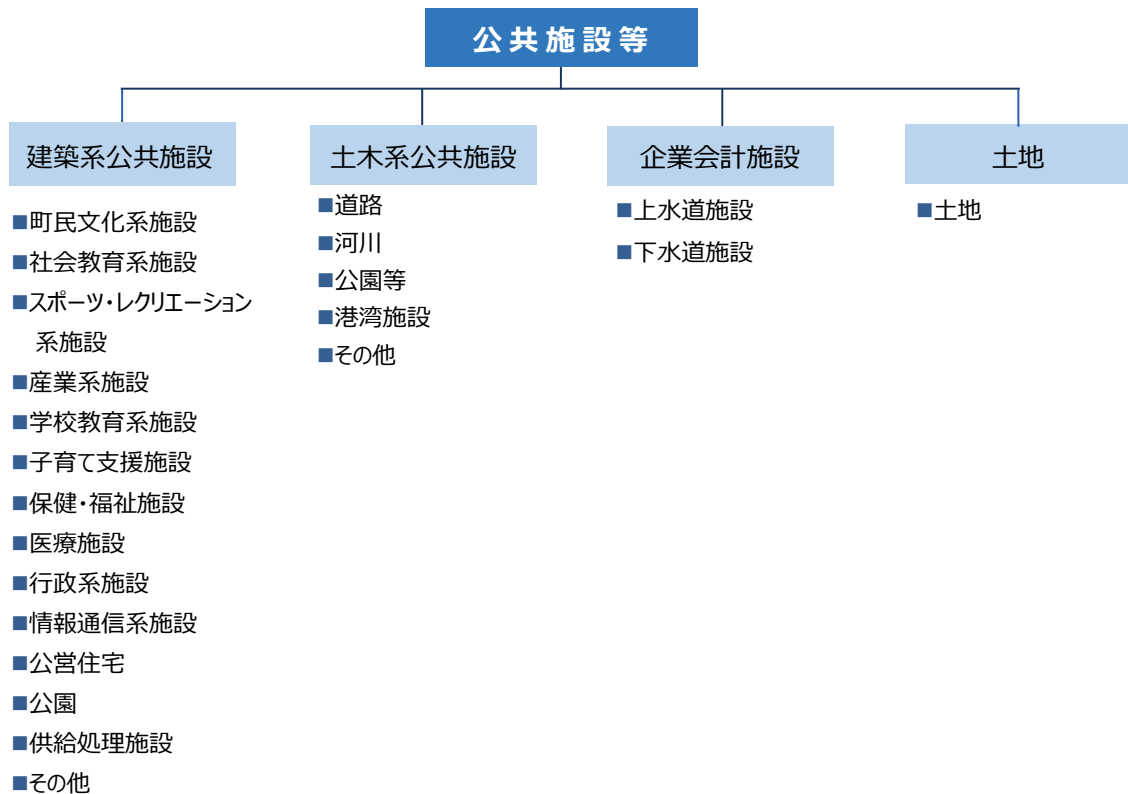 公共施設等
建築系公共施設
■町民文化系施設
■社会教育系施設
■スポーツ・レクリエーション
系施設
■産業系施設
■学校教育系施設
■子育て支援施設
■保健・福祉施設
■医療施設
■行政系施設
■情報通信系施設
■公営住宅
■公園
■供給処理施設
■その他
土木系公共施設
■道路
■河川
■公園等
■港湾施設
■その他
企業会計施設
■上水道施設
■下水道施設
土地
■土地